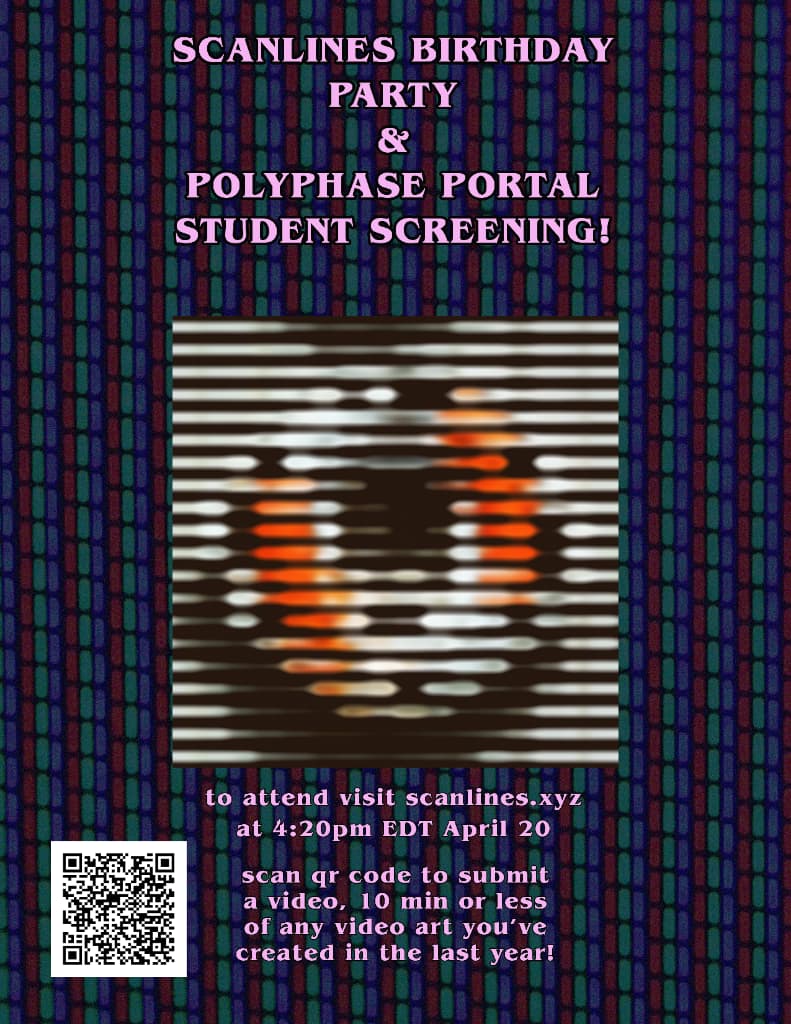 SCANLINES BIRTHDAY
PARTY
&
POLYPHASE PORTAL
STUDENT SCREENING!
to attend visit scanlines.xyz
at 4:20pm EDT April 20
scan qr code to submit
a video, 10 min or less
of any video art you've
created in the last year!